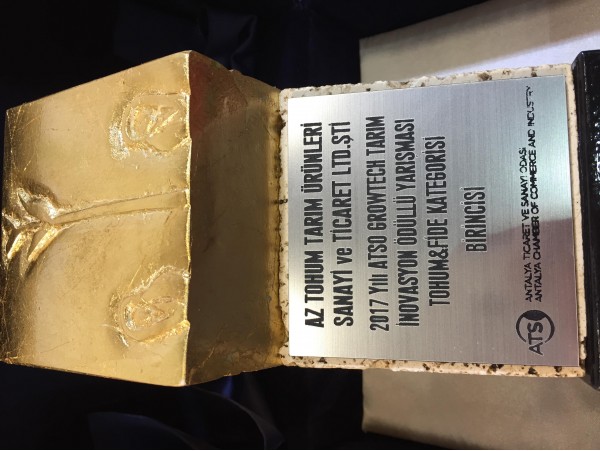 AZ TOHUM TARIM ÜRÜNLERİ
SANAYİ ve TİCARET LTD.ŞTİ
2017 Yılı ATSO GROWTECH TARIM
İNOVASYON ÖDÜLLÜ YARIŞMASI
TOHUM&FİDE KATEGORİSİ
BİRİNCİSİ
ATS
ANTALYA TİCARET VE SANAYİ ODASI
ANTALYA CHAMBER OF COMMERCE AND INDUSTRY